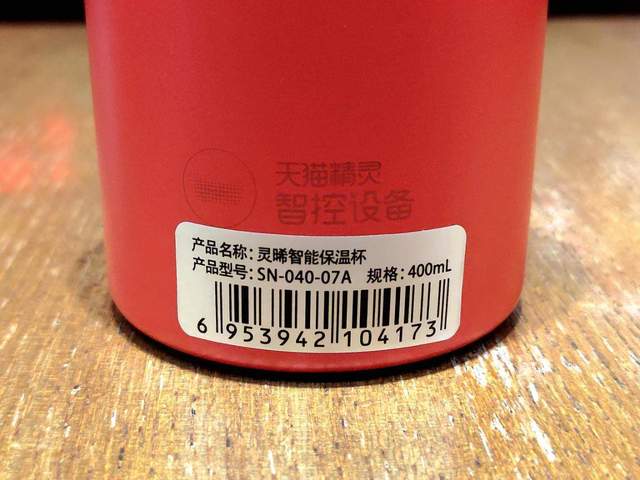 天猫精灵
智控设备
产品名称：灵晞智能保温杯
产品型号：SN-040-07A 规格：400mL
6 953942 104173